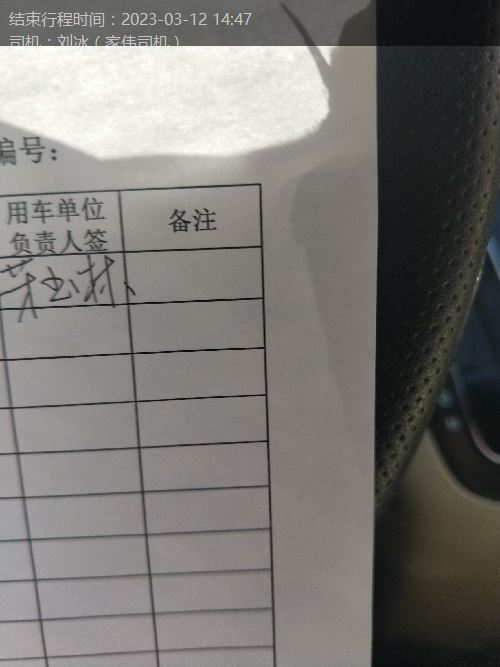 结束行程时间：2023-03-12 14:47
司机：刘冰（家伟司机）
编号：
用车单位
负责人签
备注